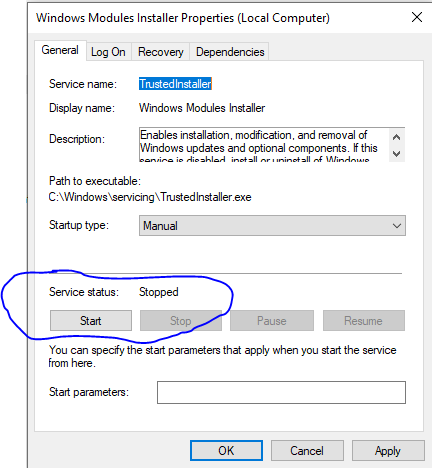 Windows Modules Installer Properties (Local Computer)
General Log On Recovery Dependencies
Service name: TrustedInstaller
Display name: Windows Modules Installer
Description: Enables installation, modification, and removal of
Windows updates and optional components. If this
service is disabled, install or uninstall of Windows
Path to executable:
C:\Windows\servicing\TrustedInstaller.exe
Startup type: Manual
Service status: Stopped
Start Stop Pause Resume
You can specify the start parameters that apply when you start the service
from here.
Start parameters:
OK Cancel Apply